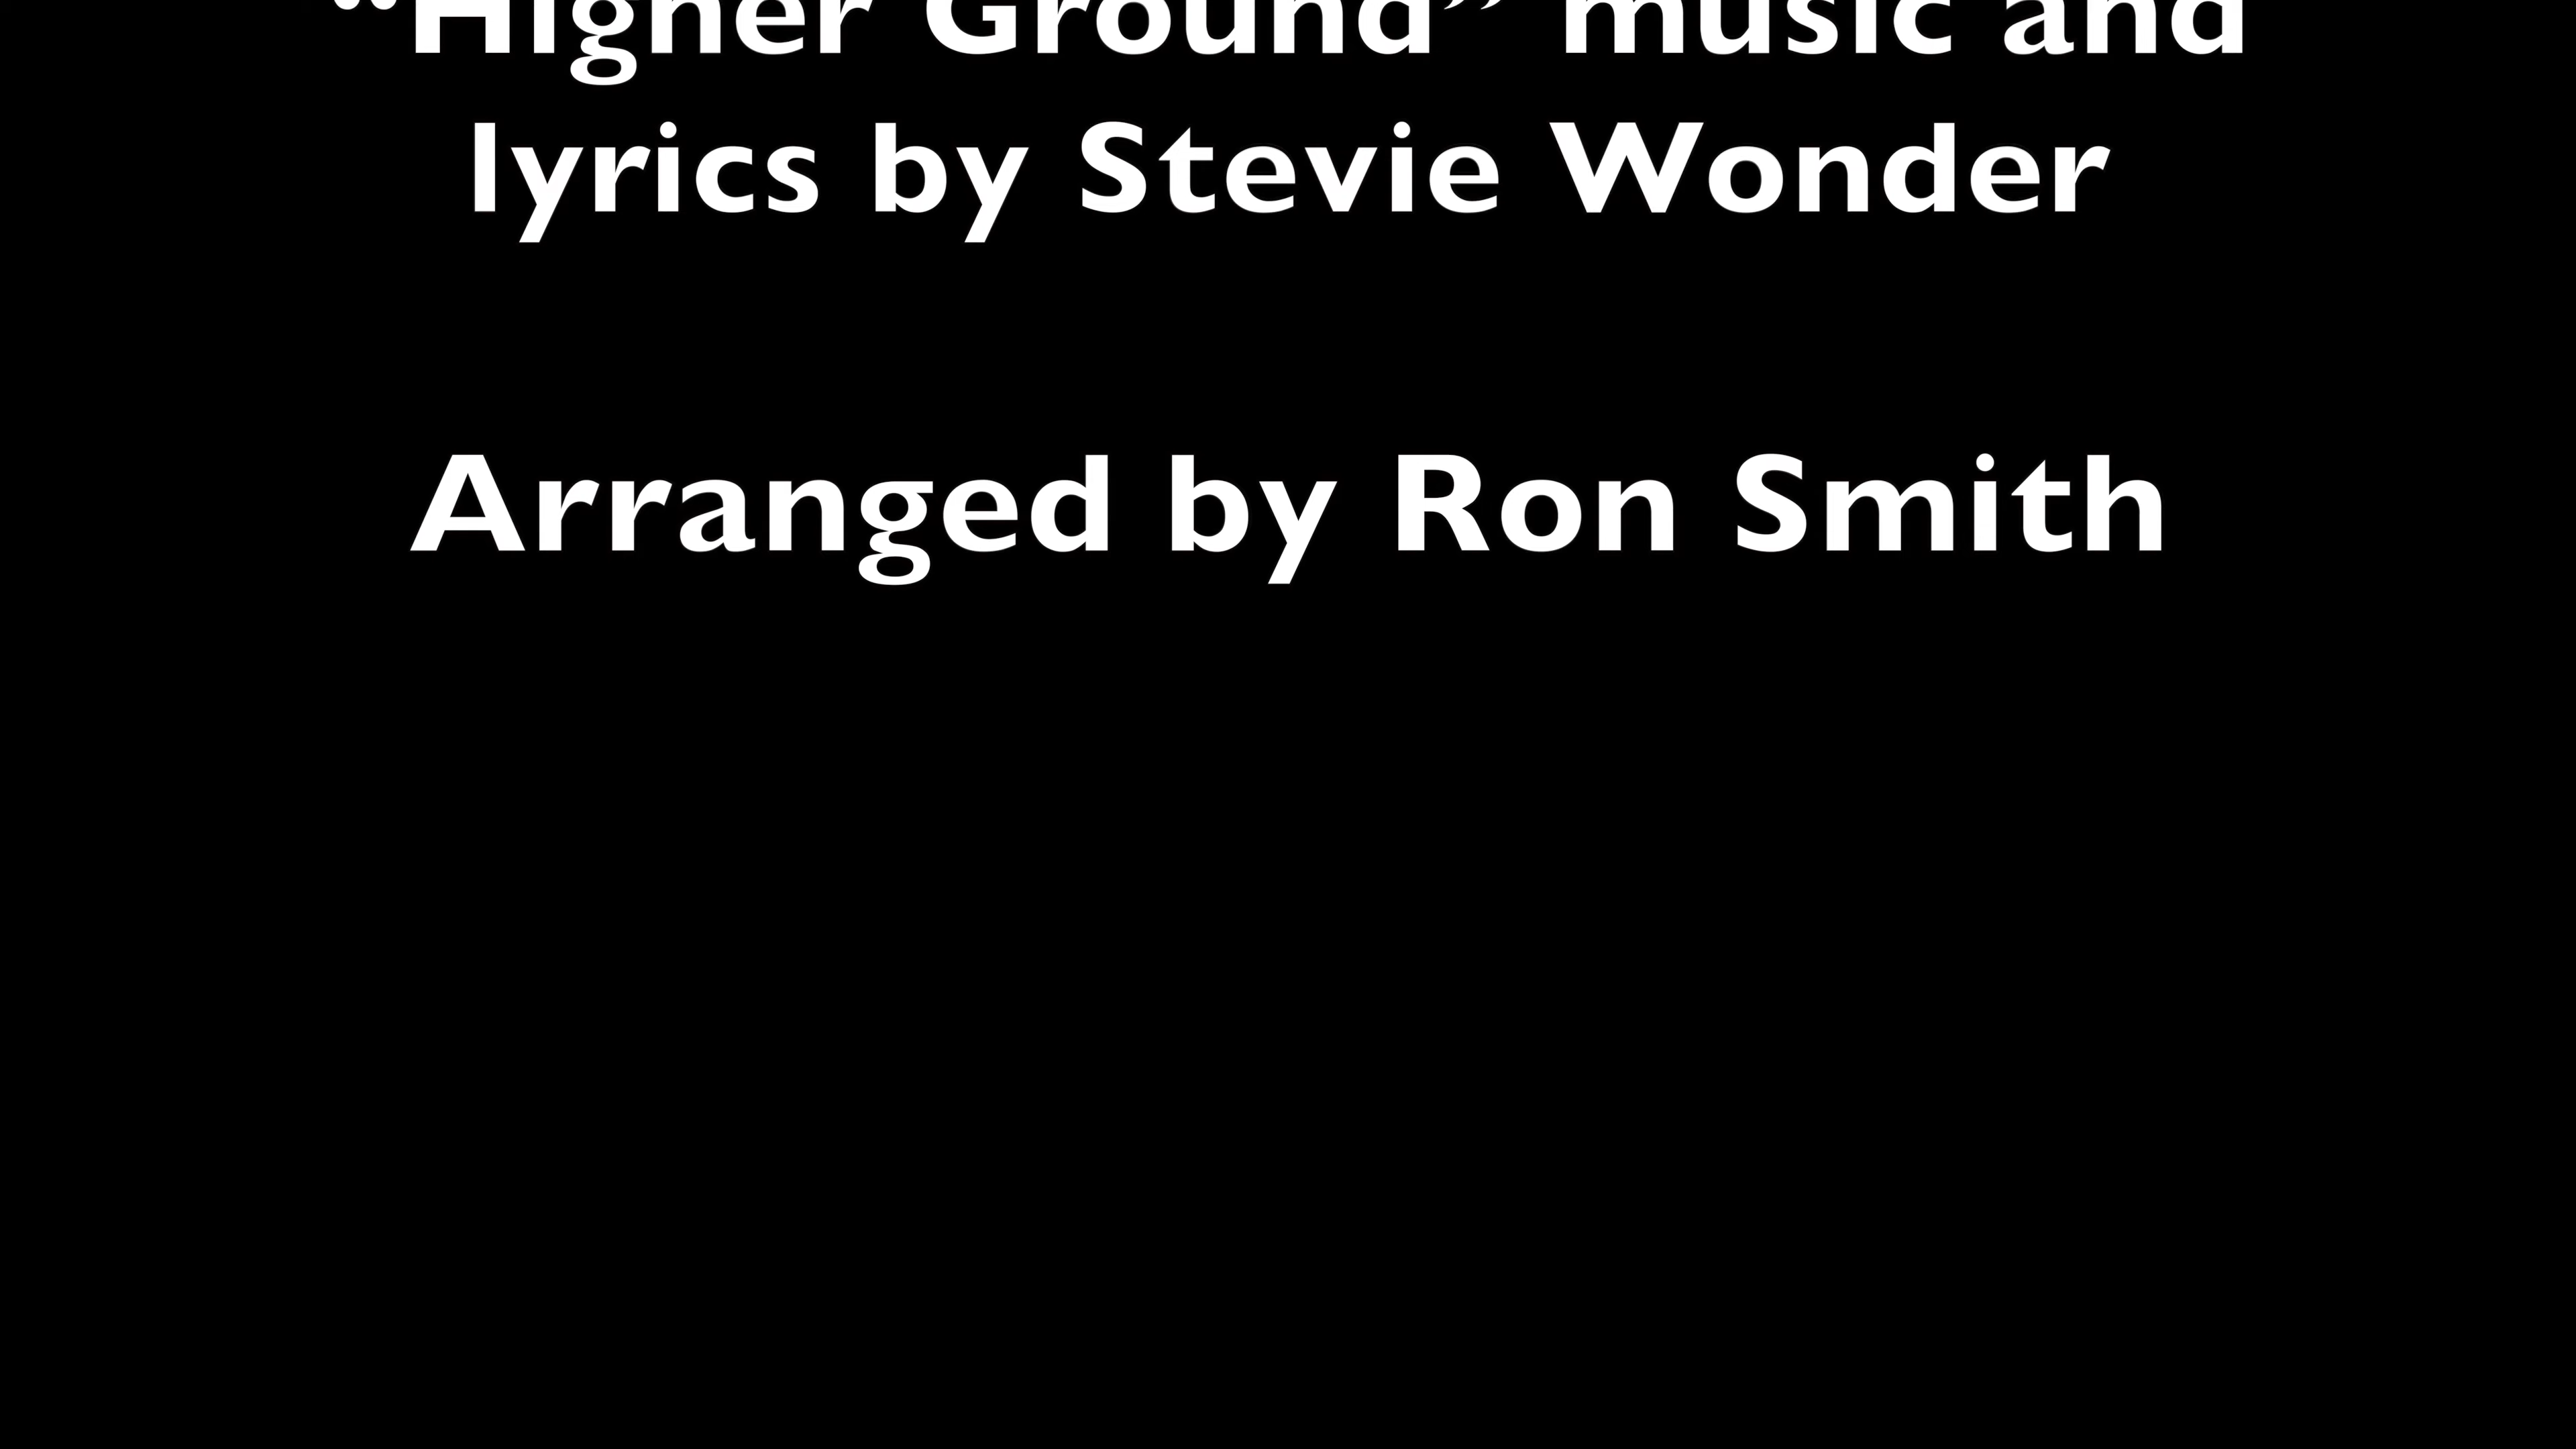 “Higher Ground” music and
lyrics by Stevie Wonder
Arranged by Ron Smith